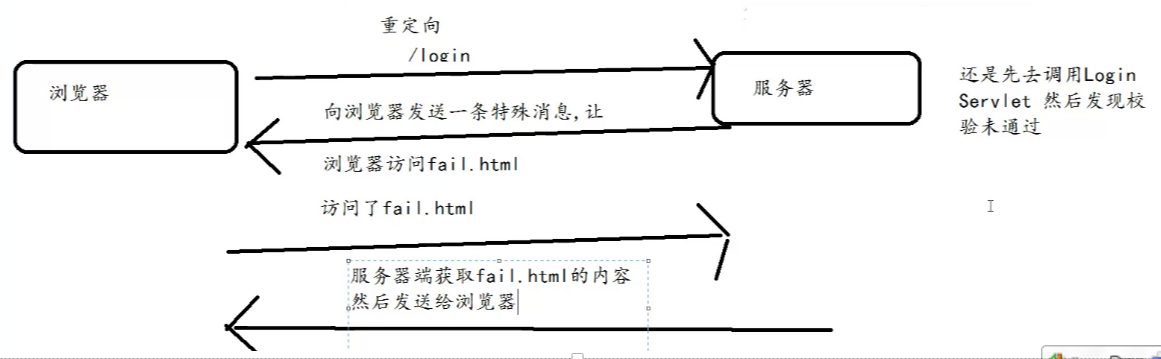 重定向
/login
浏览器
服务器
还是先去调用Login
Servlet 然后发现校
验未通过
向浏览器发送一条特殊消息,让
浏览器访问fail.html
访问了fail.html
服务器端获取fail.html的内容
然后发送给浏览器